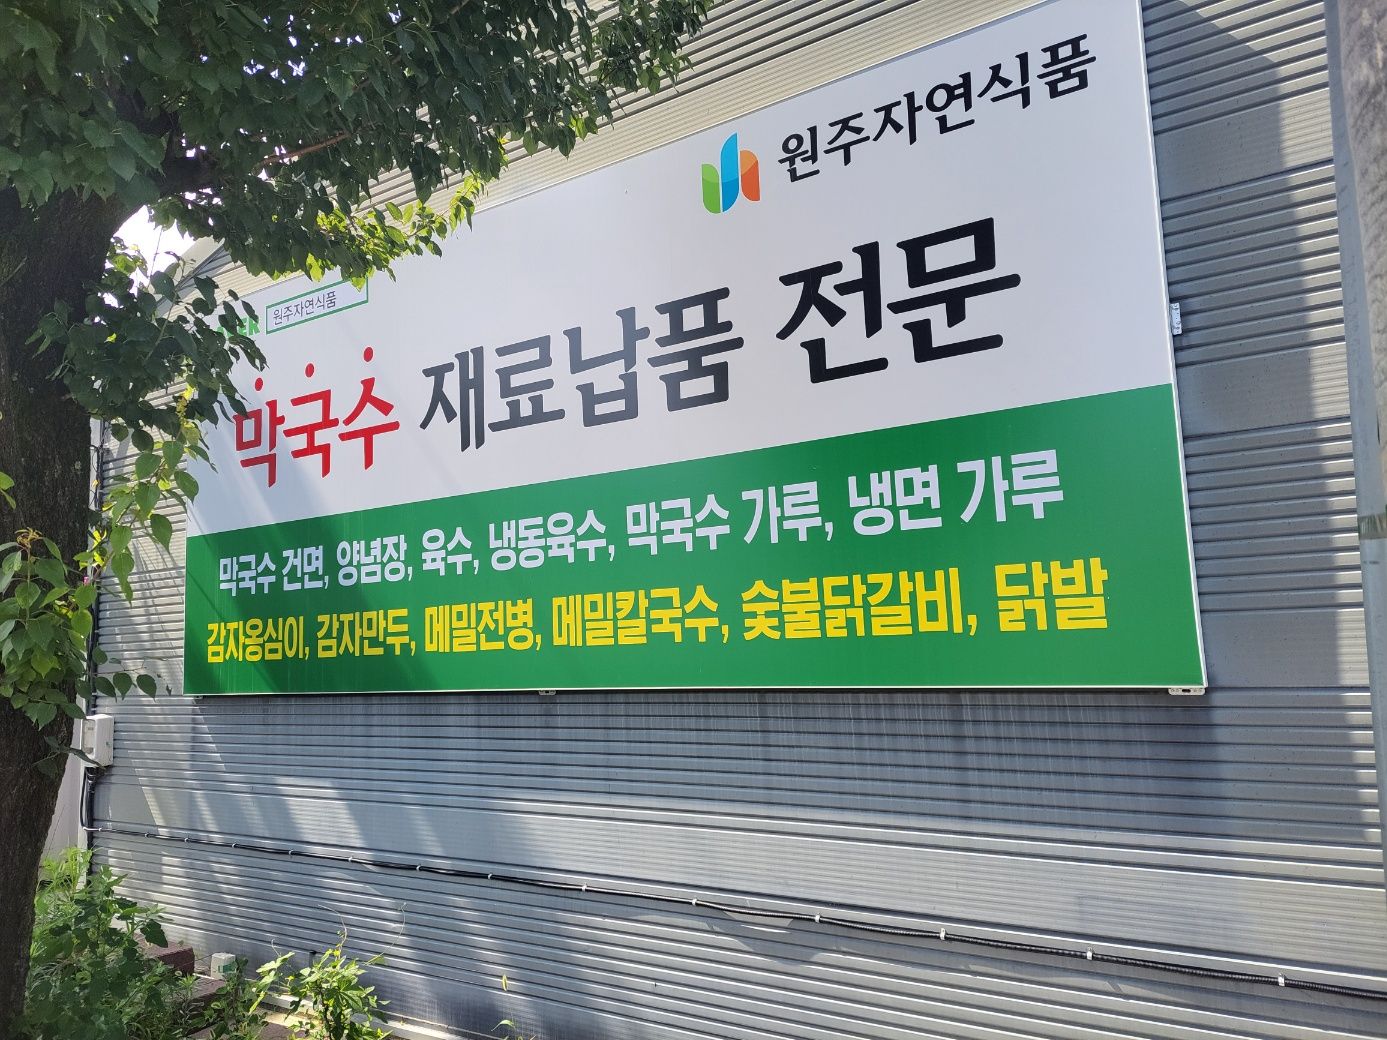 원주자연식품
원주자연식품
막국수 재료납품 전문
막국수 건면, 양념장, 육수, 냉동육수, 막국수 가루, 냉면 가루
감자옹심이, 감자만두, 메밀전병, 메밀칼국수, 숯불닭갈비, 닭발